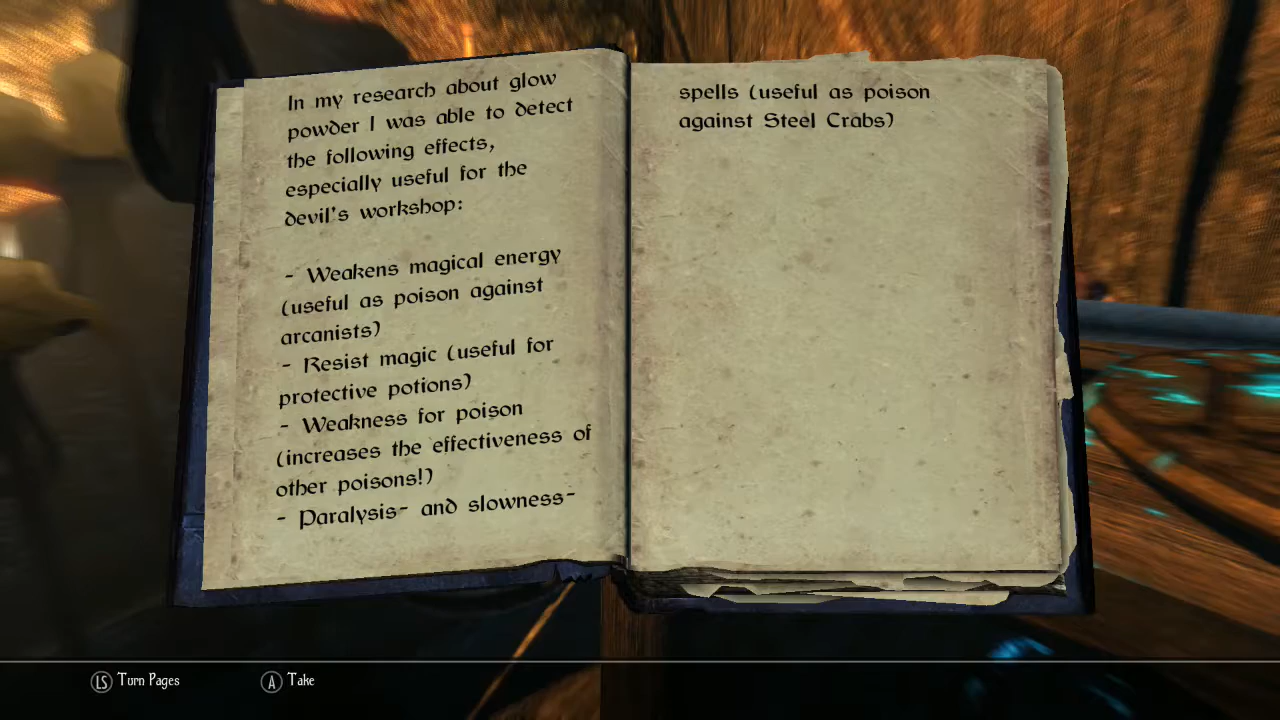 In my research about glow
powder I was able to detect
the following effects,
especially useful for the
devil's workshop:
- Weakens magical energy
(useful as poison against
arcanists)
- Resist magic (useful for
protective potions)
- Weakness for poison
(increases the effectiveness of
other poisons!)
- Paralysis- and slowness-
spells (useful as poison
against Steel Crabs)
LS Turn Pages
A Take